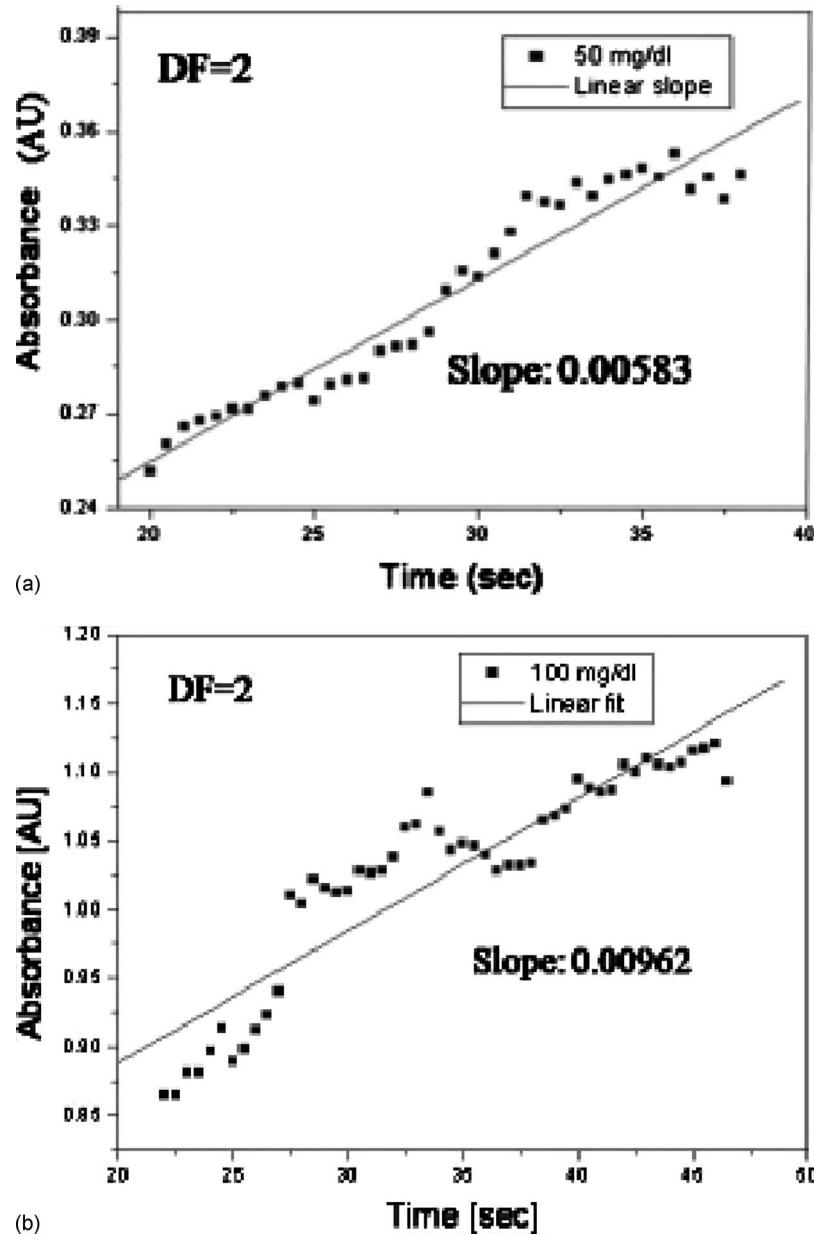 0.39
DF=2
50 mg/dl
Linear slope
0.36
0.33
0.30
Slope: 0.00583
0.27
0.24
20 25 30 35 40
Absorbance (AU)
Time (sec)
(a)
1.20
DF=2
100 mg/dl
Linear fit
1.15
1.10
1.05
1.00
Slope: 0.00962
0.95
0.90
0.85
20 25 30 35 40 45 50
Absorbance [AU]
Time [sec]
(b)